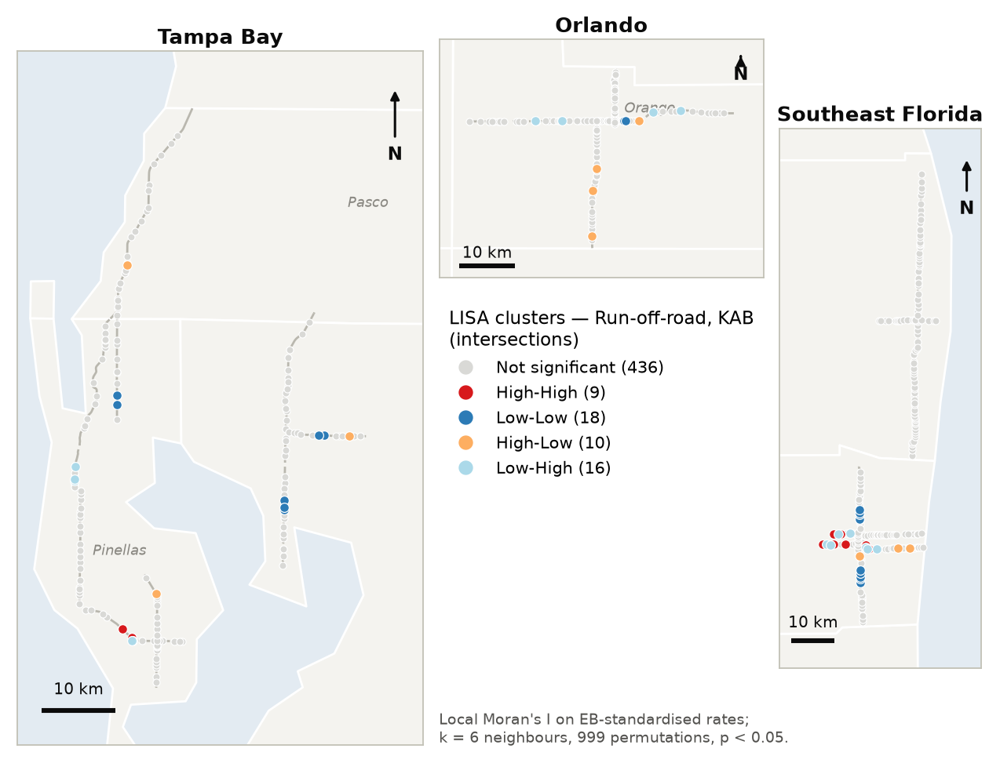 Tampa Bay
Orlando
Southeast Florida
N
Pasco
Pinellas
10 km
N
Orange
10 km
N
10 km
LISA clusters — Run-off-road, KAB
(intersections)
Not significant (436)
High-High (9)
Low-Low (18)
High-Low (10)
Low-High (16)
Local Moran's I on EB-standardised rates;
k = 6 neighbours, 999 permutations, p < 0.05.